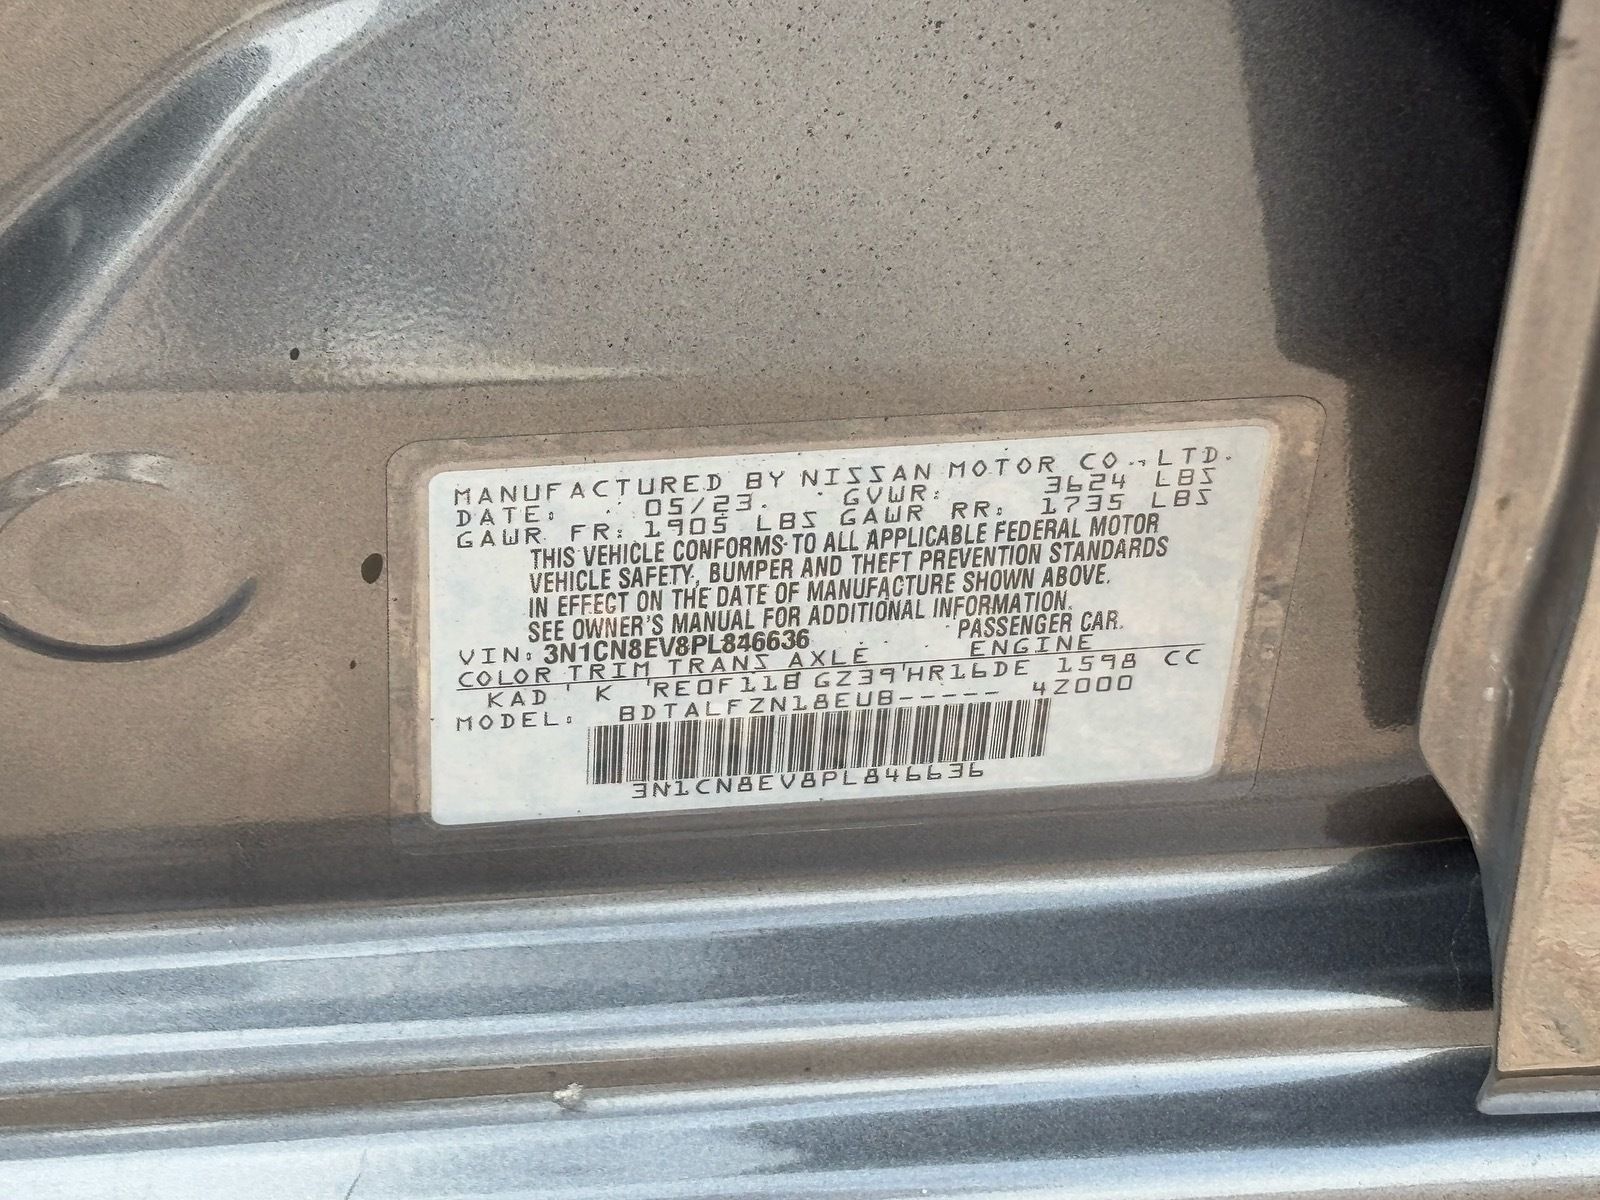 MANUFACTURED BY NISSAN MOTOR CO., LTD.
DATE: 05/23. GVWR: 3624 LBS
GAWR FR: 1905 LBS GAWR RR: 1735 LBS
THIS VEHICLE CONFORMS TO ALL APPLICABLE FEDERAL MOTOR
VEHICLE SAFETY, BUMPER AND THEFT PREVENTION STANDARDS
IN EFFECT ON THE DATE OF MANUFACTURE SHOWN ABOVE.
SEE OWNER'S MANUAL FOR ADDITIONAL INFORMATION.
VIN: 3N1CN8EV8PL846636 PASSENGER CAR.
COLOR TRIM TRANS AXLE ENGINE
KAD K RE0F11B GZ39 HR16DE 1598 CC
MODEL: BDTALFZN18EUB----- 4Z000
3N1CN8EV8PL846636